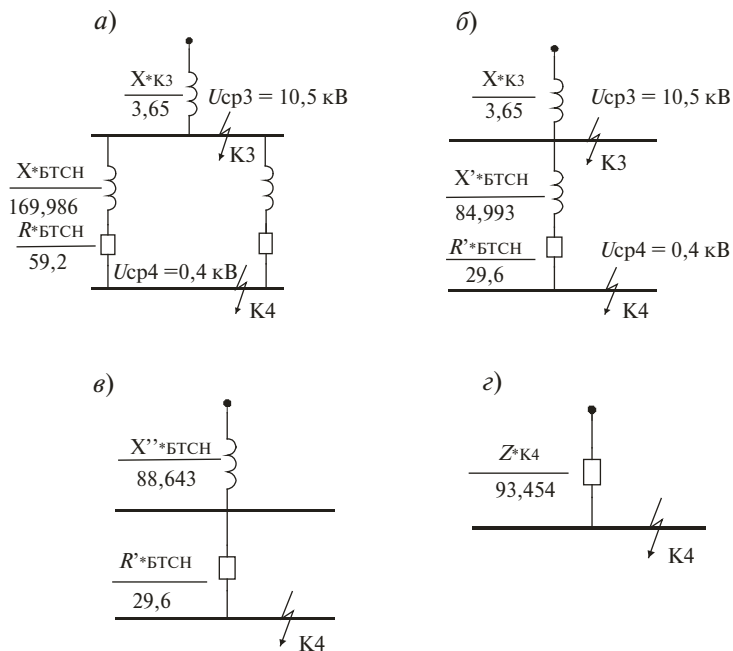 а)
X*К3
3,65
Uср3 = 10,5 кВ
К3
X*БТСН
169,986
R*БТСН
59,2
Uср4 =0,4 кВ
К4
б)
X*К3
3,65
Uср3 = 10,5 кВ
К3
X’*БТСН
84,993
R’*БТСН
29,6
Uср4 = 0,4 кВ
К4
в)
X’’*БТСН
88,643
R’*БТСН
29,6
К4
г)
Z*К4
93,454
К4